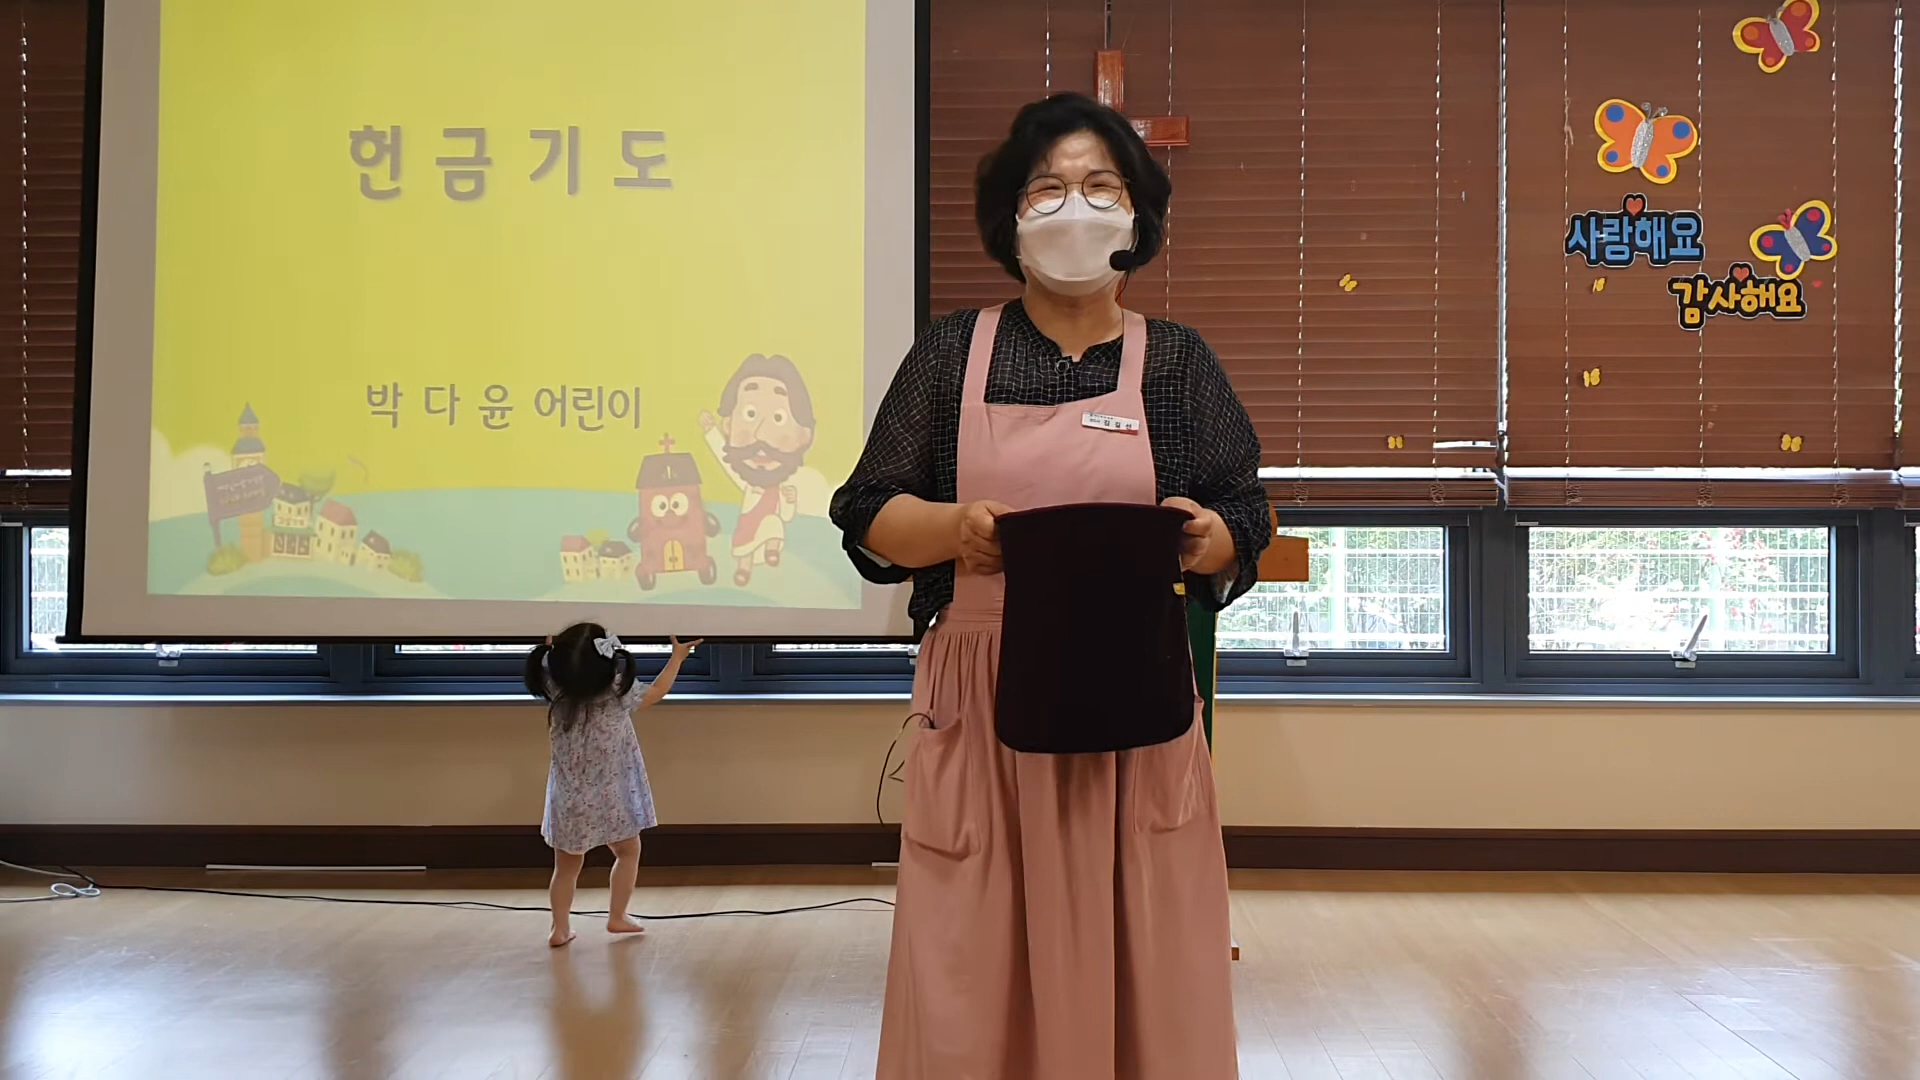 헌 금 기 도
박 다 윤 어린이
사랑해요
감사해요